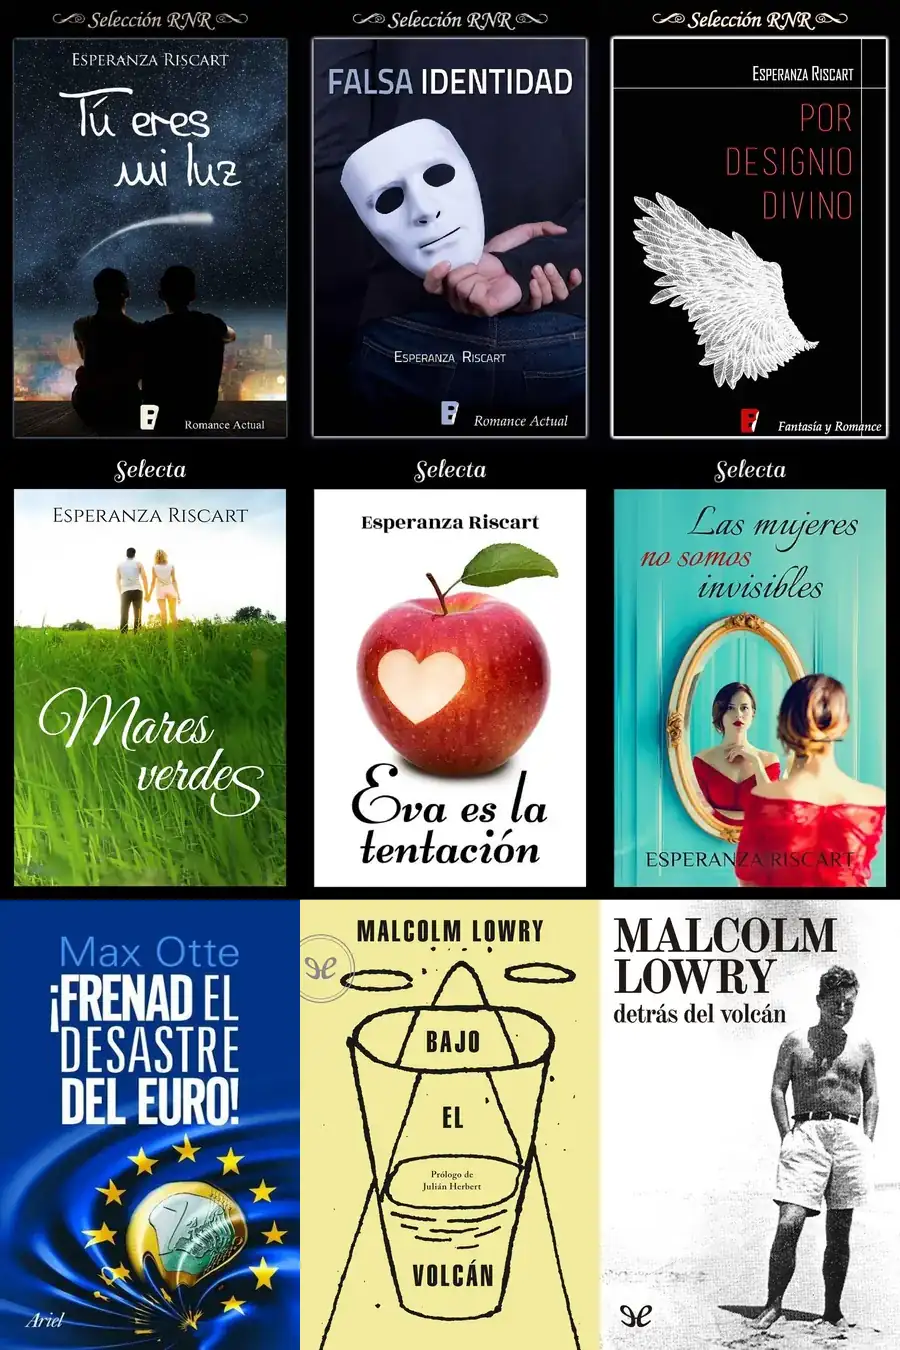 Selección RNR
ESPERANZA RISCART
Tú eres
mi luz
B
Romance Actual
Selección RNR
FALSA IDENTIDAD
ESPERANZA RISCART
B
Romance Actual
Selección RNR
ESPERANZA RISCART
POR
DESIGNIO
DIVINO
B
Fantasía y Romance
Selecta
ESPERANZA RISCART
Mares
verdes
Selecta
Esperanza Riscart
Eva es la
tentación
Selecta
Las mujeres
no somos
invisibles
ESPERANZA RISCART
Max Otte
¡FRENAD EL
DESASTRE
DEL EURO!
1
Ariel
MALCOLM LOWRY
BAJO
EL
Prólogo de
Julián Herbert
VOLCÁN
MALCOLM
LOWRY
detrás del volcán